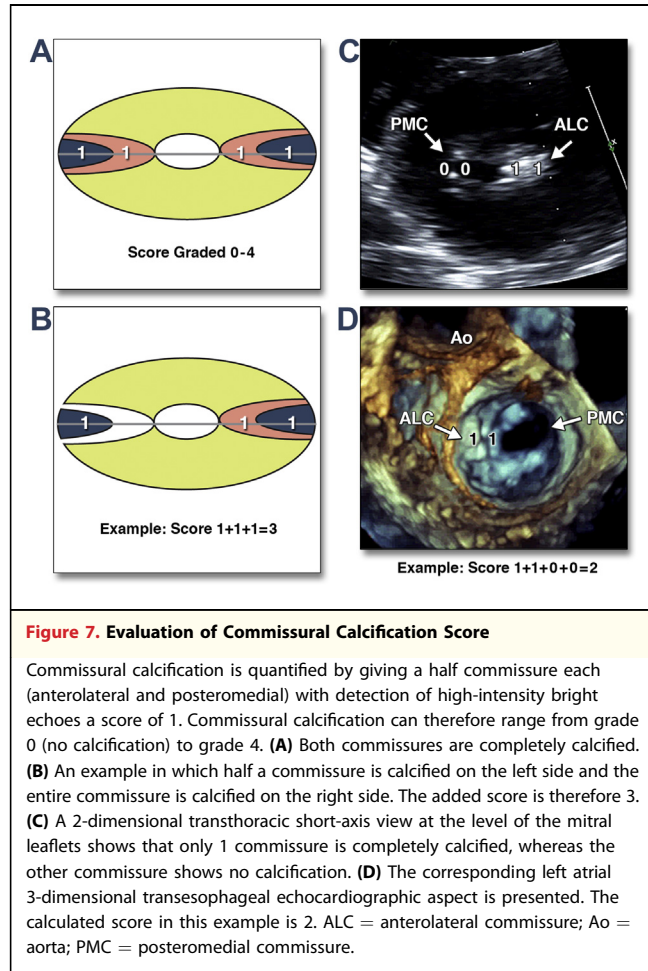 A
1 1 1 1
Score Graded 0-4
C
PMC
ALC
0 0 1 1
B
1 1 1
Example: Score 1+1+1=3
D
Ao
ALC
PMC
1 1
Example: Score 1+1+0+0=2
Figure 7. Evaluation of Commissural Calcification Score
Commissural calcification is quantified by giving a half commissure each
(anterolateral and posteromedial) with detection of high-intensity bright
echoes a score of 1. Commissural calcification can therefore range from grade
0 (no calcification) to grade 4. (A) Both commissures are completely calcified.
(B) An example in which half a commissure is calcified on the left side and the
entire commissure is calcified on the right side. The added score is therefore 3.
(C) A 2-dimensional transthoracic short-axis view at the level of the mitral
leaflets shows that only 1 commissure is completely calcified, whereas the
other commissure shows no calcification. (D) The corresponding left atrial
3-dimensional transesophageal echocardiographic aspect is presented. The
calculated score in this example is 2. ALC = anterolateral commissure; Ao =
aorta; PMC = posteromedial commissure.